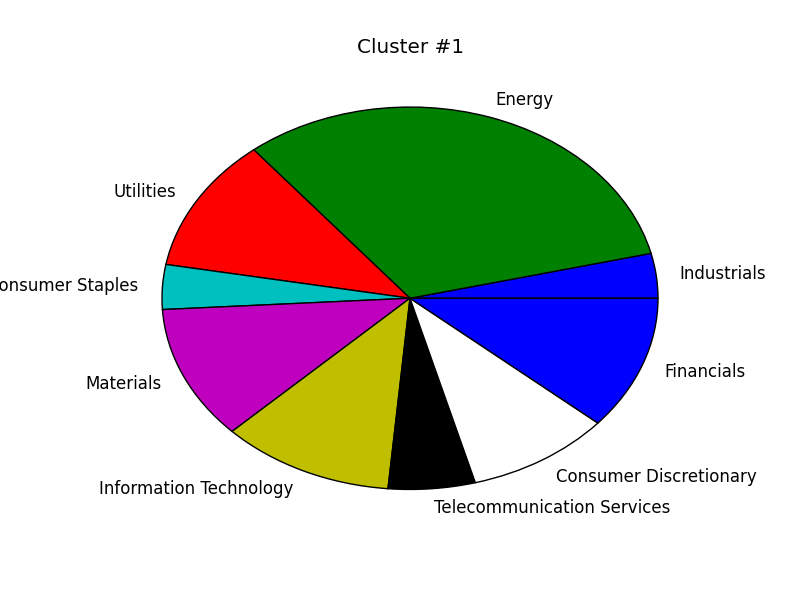 Cluster #1
Energy
Utilities
Industrials
onsumer Staples
Financials
Materials
Consumer Discretionary
Information Technology
Telecommunication Services